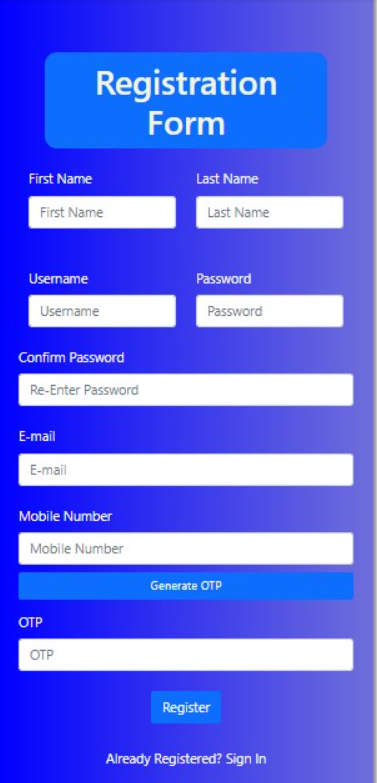 Registration
Form
First Name Last Name
First Name Last Name
Username Password
Username Password
Confirm Password
Re-Enter Password
E-mail
E-mail
Mobile Number
Mobile Number
Generate OTP
OTP
OTP
Register
Already Registered? Sign In